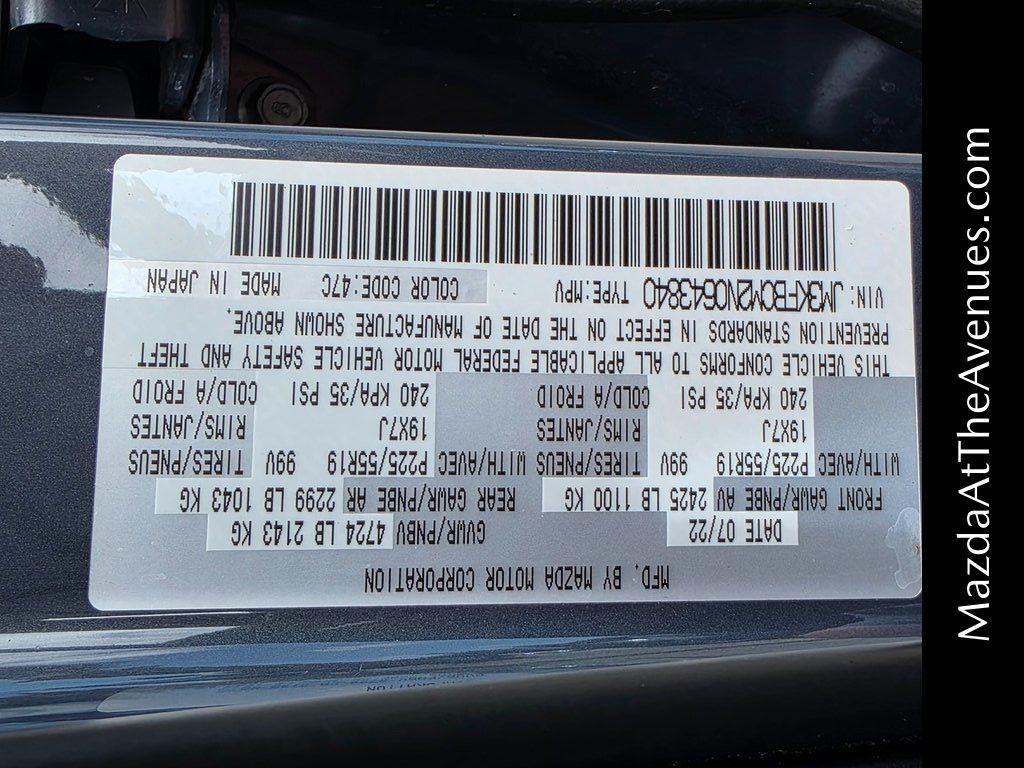 MFD. BY MAZDA MOTOR CORPORATION
DATE 07/22 GVWR/PNBV 4724 LB 2143 KG
FRONT GAWR/PNBE AV 2425 LB 1100 KG REAR GAWR/PNBE AR 2299 LB 1043 KG
WITH/AVEC P225/55R19 99V TIRES/PNEUS WITH/AVEC P225/55R19 99V TIRES/PNEUS
19X7J RIMS/JANTES 19X7J RIMS/JANTES
240 KPA/35 PSI COLD/A FROID 240 KPA/35 PSI COLD/A FROID
THIS VEHICLE CONFORMS TO ALL APPLICABLE FEDERAL MOTOR VEHICLE SAFETY AND THEFT
PREVENTION STANDARDS IN EFFECT ON THE DATE OF MANUFACTURE SHOWN ABOVE.
VIN: JM3KFBCM2N0643840 TYPE:MPV COLOR CODE:47C MADE IN JAPAN
MazdaAtTheAvenues.com